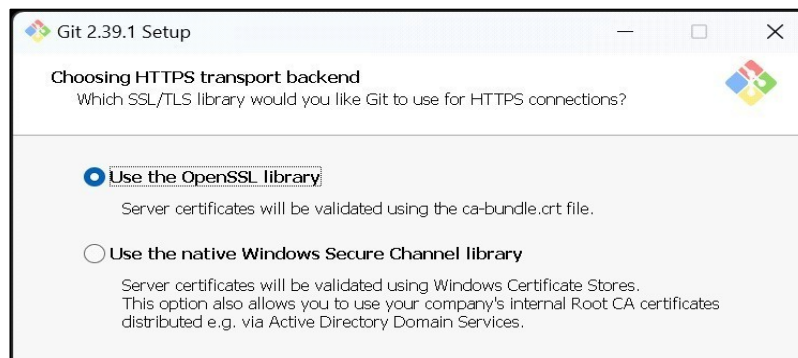 Git 2.39.1 Setup
Choosing HTTPS transport backend
Which SSL/TLS library would you like Git to use for HTTPS connections?
Use the OpenSSL library
Server certificates will be validated using the ca-bundle.crt file.
Use the native Windows Secure Channel library
Server certificates will be validated using Windows Certificate Stores.
This option also allows you to use your company's internal Root CA certificates
distributed e.g. via Active Directory Domain Services.